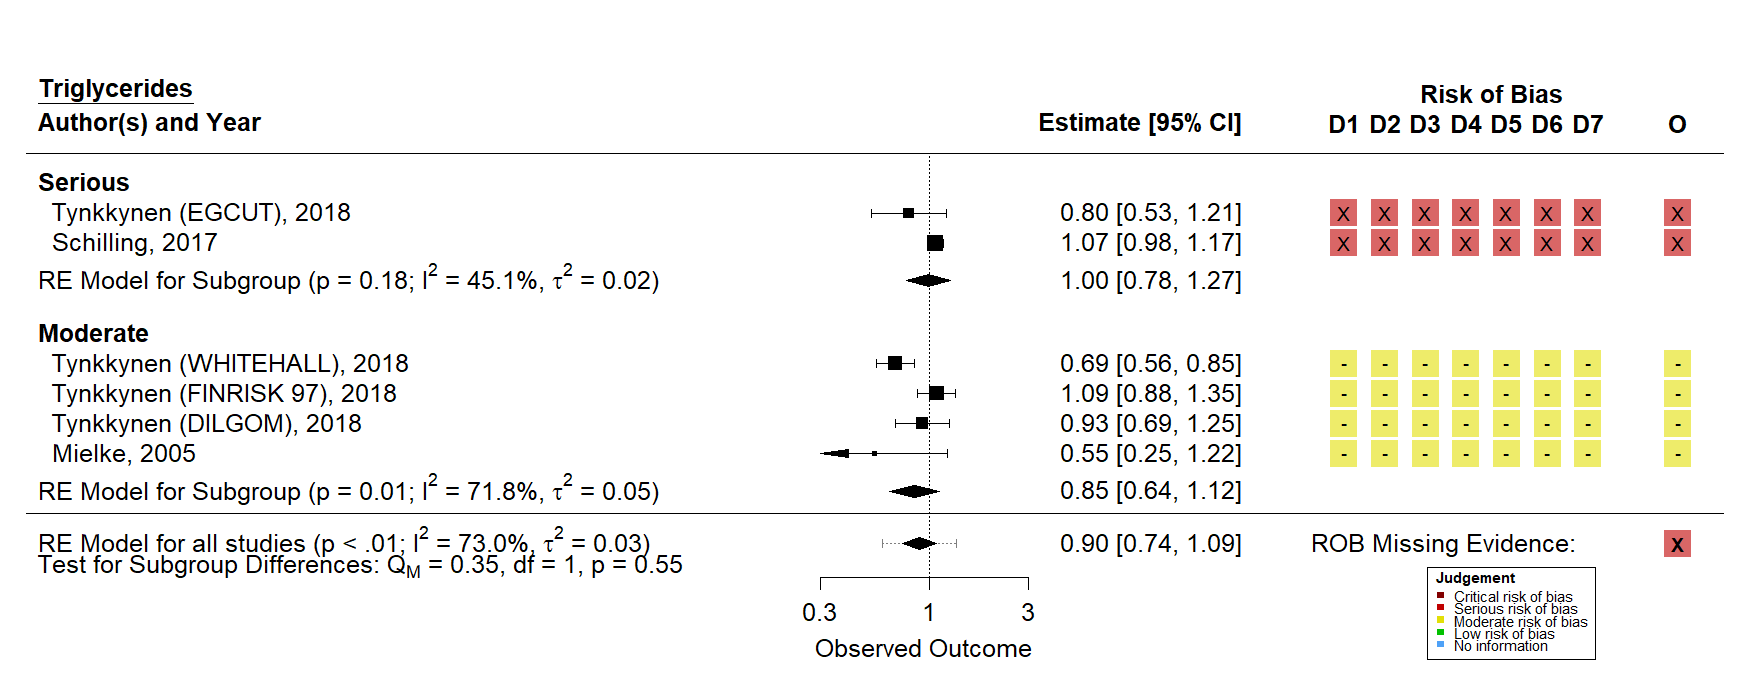 Triglycerides
Risk of Bias
Author(s) and Year Estimate [95% CI] D1 D2 D3 D4 D5 D6 D7 O
Serious
Tynkkynen (EGCUT), 2018 0.80 [0.53, 1.21] X X X X X X X X
Schilling, 2017 1.07 [0.98, 1.17] X X X X X X X X
RE Model for Subgroup (p = 0.18; I² = 45.1%, τ² = 0.02) 1.00 [0.78, 1.27]
Moderate
Tynkkynen (WHITEHALL), 2018 0.69 [0.56, 0.85] - - - - - - - -
Tynkkynen (FINRISK 97), 2018 1.09 [0.88, 1.35] - - - - - - - -
Tynkkynen (DILGOM), 2018 0.93 [0.69, 1.25] - - - - - - - -
Mielke, 2005 0.55 [0.25, 1.22] - - - - - - - -
RE Model for Subgroup (p = 0.01; I² = 71.8%, τ² = 0.05) 0.85 [0.64, 1.12]
RE Model for all studies (p < .01; I² = 73.0%, τ² = 0.03) 0.90 [0.74, 1.09] ROB Missing Evidence: X
Test for Subgroup Differences: Q_M = 0.35, df = 1, p = 0.55
0.3 1 3
Observed Outcome
Judgement
Critical risk of bias
Serious risk of bias
Moderate risk of bias
Low risk of bias
No information